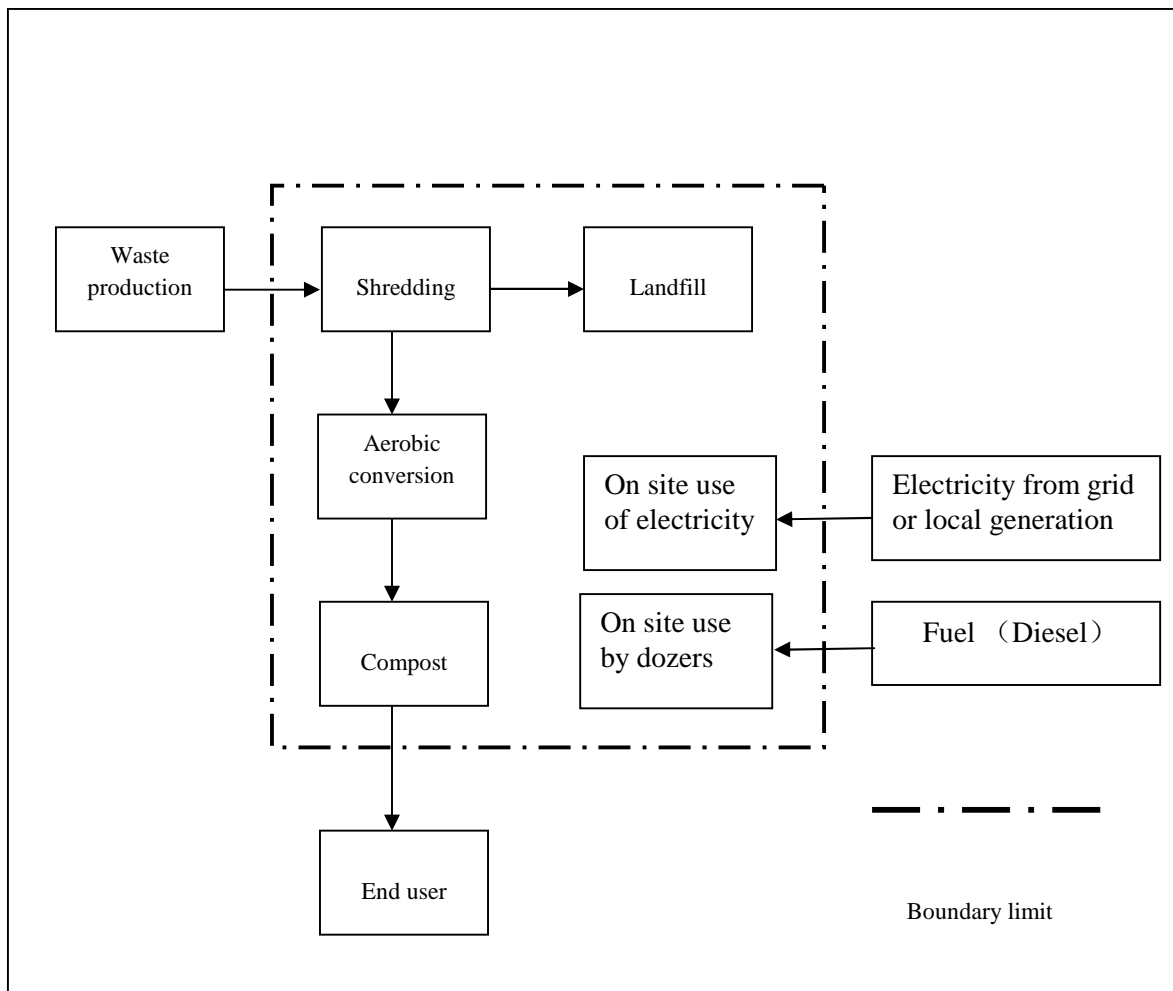 Waste
production
Shredding
Landfill
Aerobic
conversion
On site use
of electricity
Electricity from grid
or local generation
Compost
On site use
by dozers
Fuel （Diesel）
End user
Boundary limit